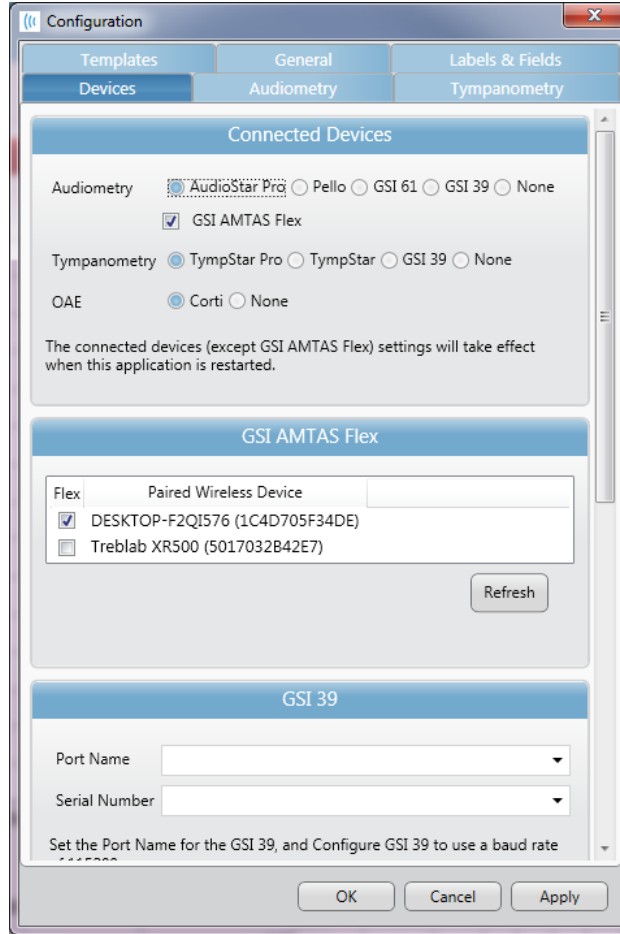 Configuration
Templates General Labels & Fields
Devices Audiometry Tympanometry
Connected Devices
Audiometry AudioStar Pro Pello GSI 61 GSI 39 None
GSI AMTAS Flex
Tympanometry TympStar Pro TympStar GSI 39 None
OAE Corti None
The connected devices (except GSI AMTAS Flex) settings will take effect
when this application is restarted.
GSI AMTAS Flex
Flex Paired Wireless Device
DESKTOP-F2QI576 (1C4D705F34DE)
Treblab XR500 (5017032B42E7)
Refresh
GSI 39
Port Name
Serial Number
Set the Port Name for the GSI 39, and Configure GSI 39 to use a baud rate
OK Cancel Apply